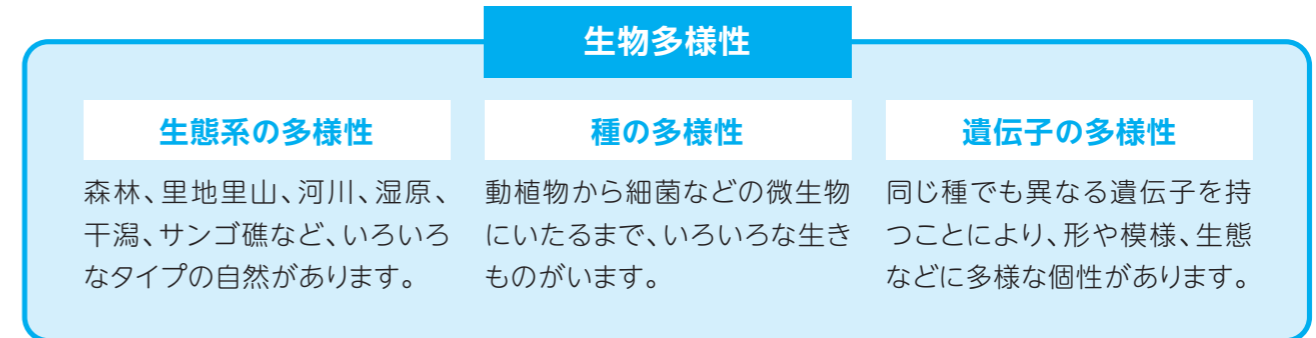 生物多様性
生態系の多様性
森林、里地里山、河川、湿原、
干潟、サンゴ礁など、いろいろ
なタイプの自然があります。
種の多様性
動植物から細菌などの微生物
にいたるまで、いろいろな生き
ものがいます。
遺伝子の多様性
同じ種でも異なる遺伝子を持
つことにより、形や模様、生態
などに多様な個性があります。